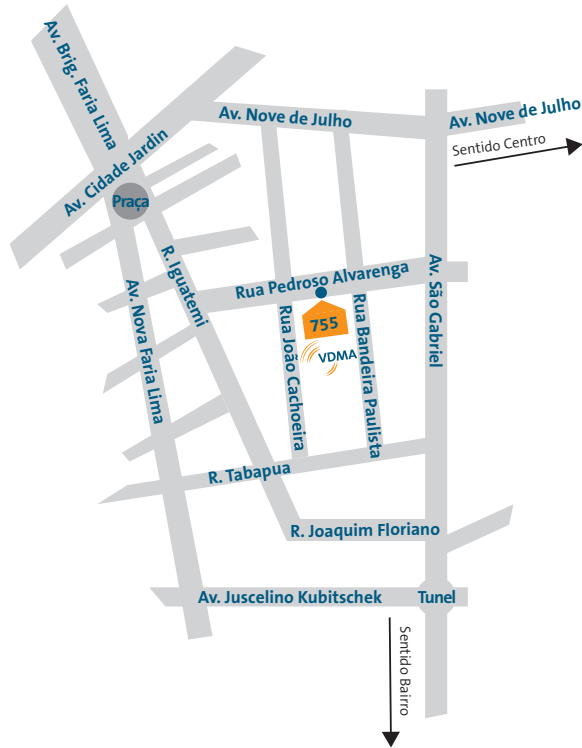 Av. Brig. Faria Lima
Av. Nove de Julho
Av. Nove de Julho
Sentido Centro
Av. Cidade Jardin
Praça
R. Iguatemi
Rua Pedroso Alvarenga
Av. São Gabriel
Av. Nova Faria Lima
755
VDMA
Rua João Cachoeira
Rua Bandeira Paulista
R. Tabapua
R. Joaquim Floriano
Av. Juscelino Kubitschek
Tunel
Sentido Bairro